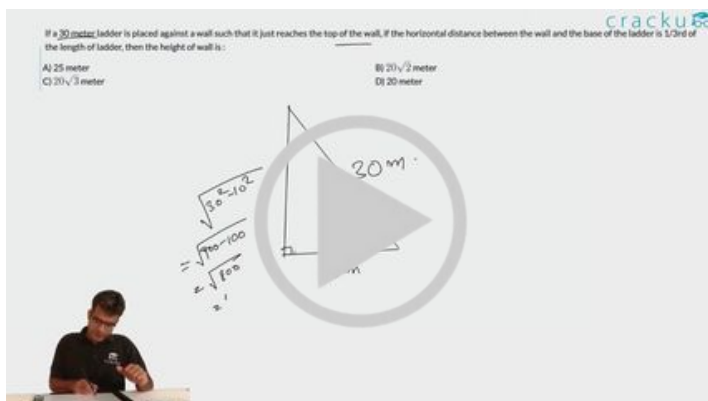 cracku
If a 30 meter ladder is placed against a wall such that it just reaches the top of the wall, if the horizontal distance between the wall and the base of the ladder is 1/3rd of
the length of ladder, then the height of wall is :
A) 25 meter
B) 20√2 meter
C) 20√3 meter
D) 20 meter
30 m.
√30²-10²
= √900-100
= √800
=
m